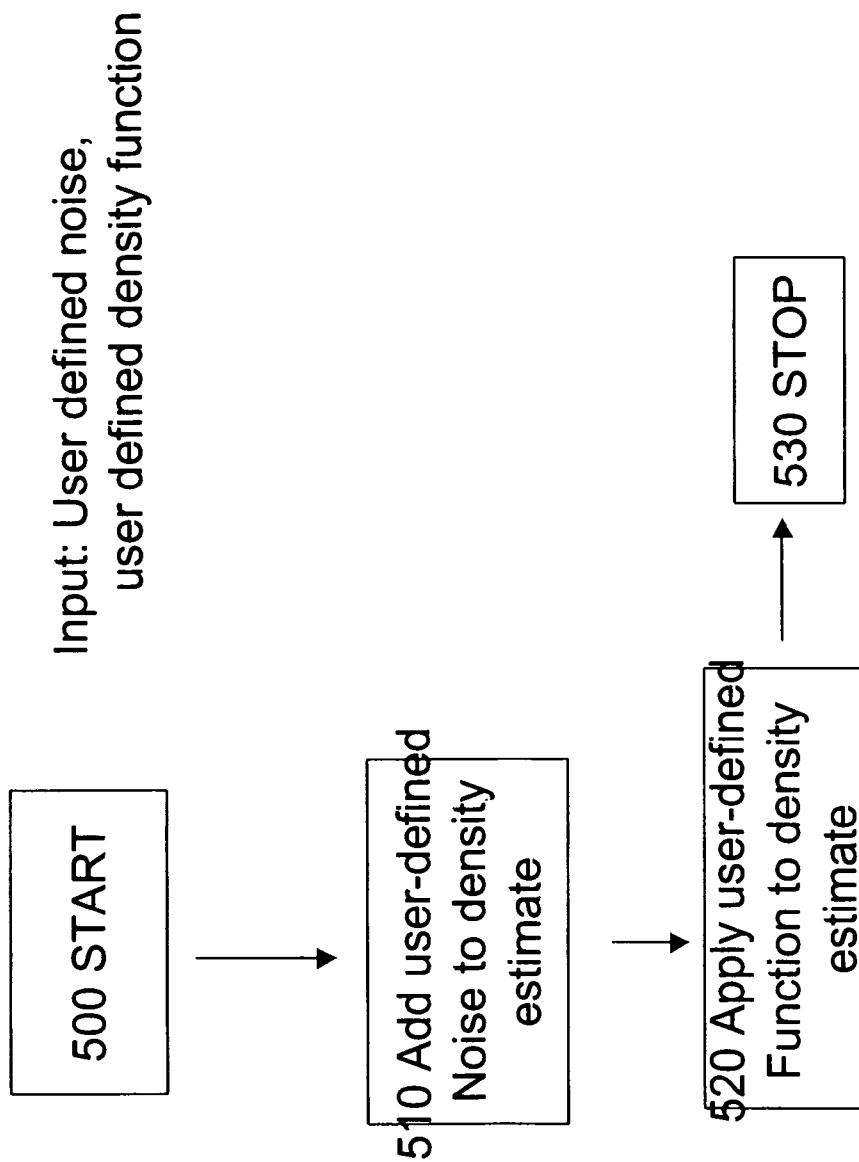 500 START
Input: User defined noise,
user defined density function
510 Add user-defined
Noise to density
estimate
520 Apply user-defined
Function to density
estimate
530 STOP